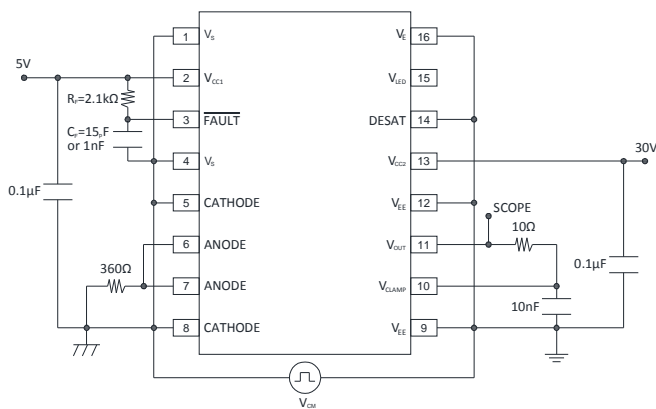 1 Vs VE 16
5V
2 VCC1 VLED 15
RF=2.1kΩ
3 FAULT DESAT 14
CF=15pF
or 1nF
4 Vs VCC2 13
30V
0.1µF
5 CATHODE VEE 12
SCOPE
6 ANODE VOUT 11
10Ω
360Ω
0.1µF
7 ANODE VCLAMP 10
10nF
8 CATHODE VEE 9
VCM